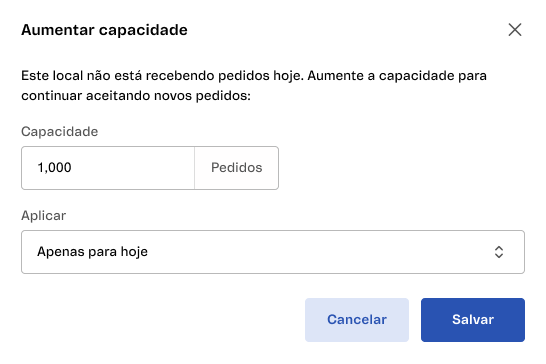 Aumentar capacidade
Este local não está recebendo pedidos hoje. Aumente a capacidade para
continuar aceitando novos pedidos:
Capacidade
1,000 Pedidos
Aplicar
Apenas para hoje
Cancelar Salvar